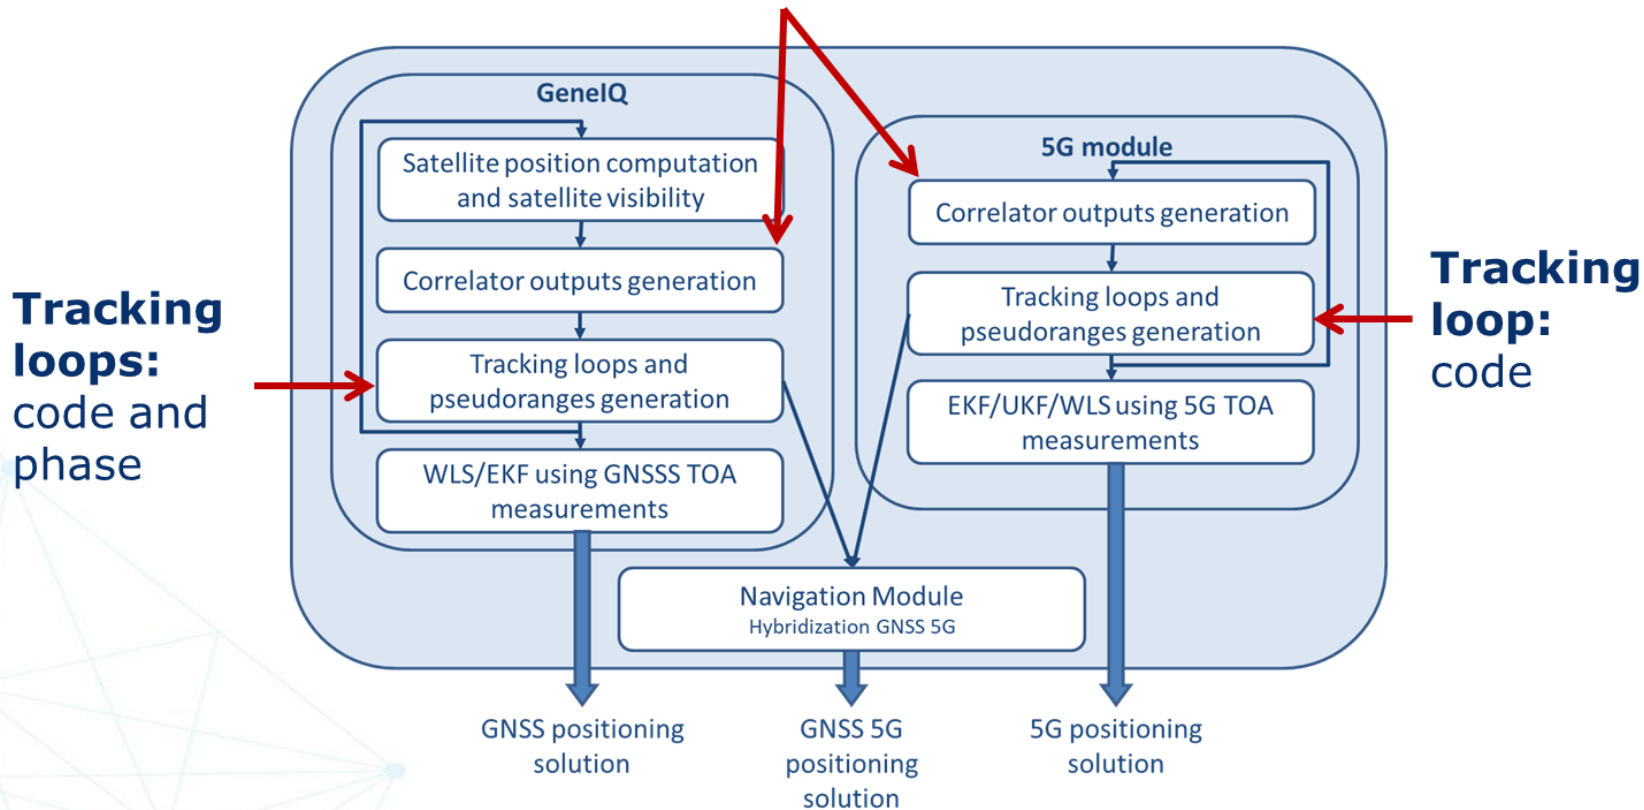 GeneIQ
Satellite position computation
and satellite visibility
Correlator outputs generation
Tracking loops and
pseudoranges generation
WLS/EKF using GNSSS TOA
measurements
5G module
Correlator outputs generation
Tracking loops and
pseudoranges generation
EKF/UKF/WLS using 5G TOA
measurements
Tracking
loops:
code and
phase
Tracking
loop:
code
Navigation Module
Hybridization GNSS 5G
GNSS positioning
solution
GNSS 5G
positioning
solution
5G positioning
solution